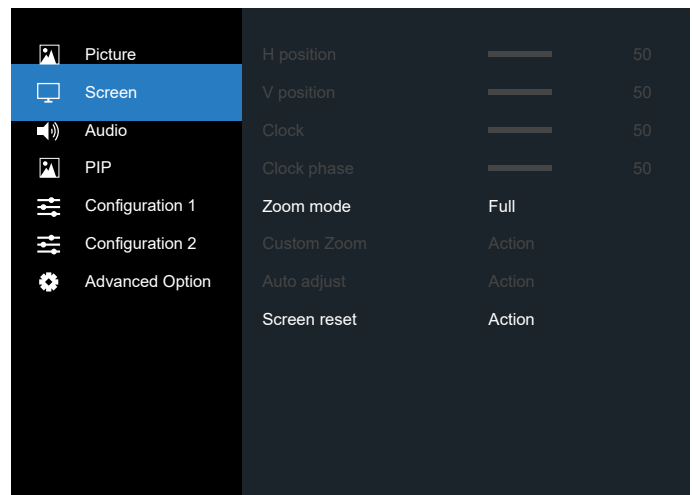 Picture
Screen
Audio
PIP
Configuration 1
Configuration 2
Advanced Option
H position 50
V position 50
Clock 50
Clock phase 50
Zoom mode Full
Custom Zoom Action
Auto adjust Action
Screen reset Action